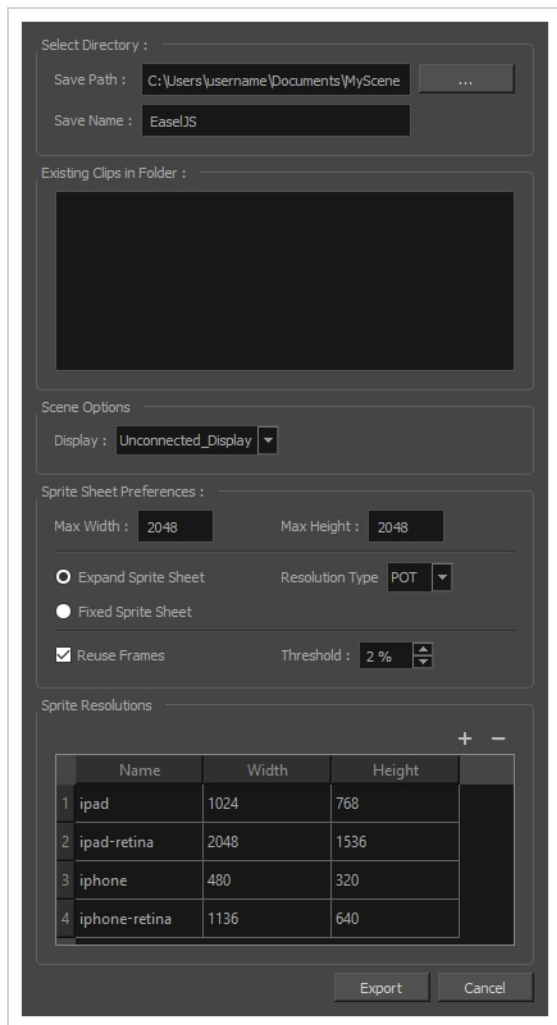 Select Directory :
Save Path : C:\Users\username\Documents\MyScene ...
Save Name : EaselJS
Existing Clips in Folder :
Scene Options
Display : Unconnected_Display
Sprite Sheet Preferences :
Max Width : 2048 Max Height : 2048
Expand Sprite Sheet Resolution Type POT
Fixed Sprite Sheet
Reuse Frames Threshold : 2 %
Sprite Resolutions
+ −
Name Width Height
1 ipad 1024 768
2 ipad-retina 2048 1536
3 iphone 480 320
4 iphone-retina 1136 640
Export Cancel